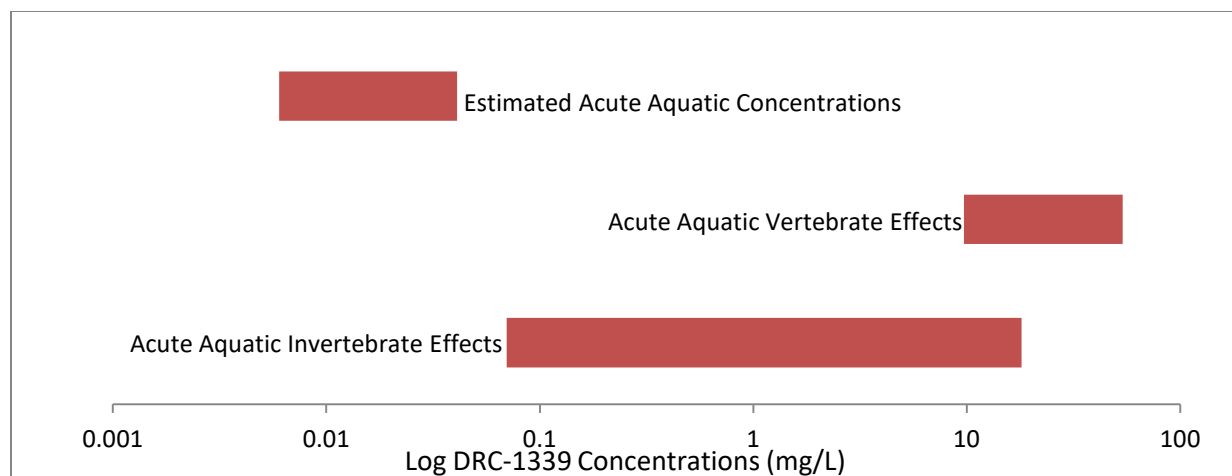 Estimated Acute Aquatic Concentrations
Acute Aquatic Vertebrate Effects
Acute Aquatic Invertebrate Effects
0.001 0.01 0.1 1 10 100
Log DRC-1339 Concentrations (mg/L)